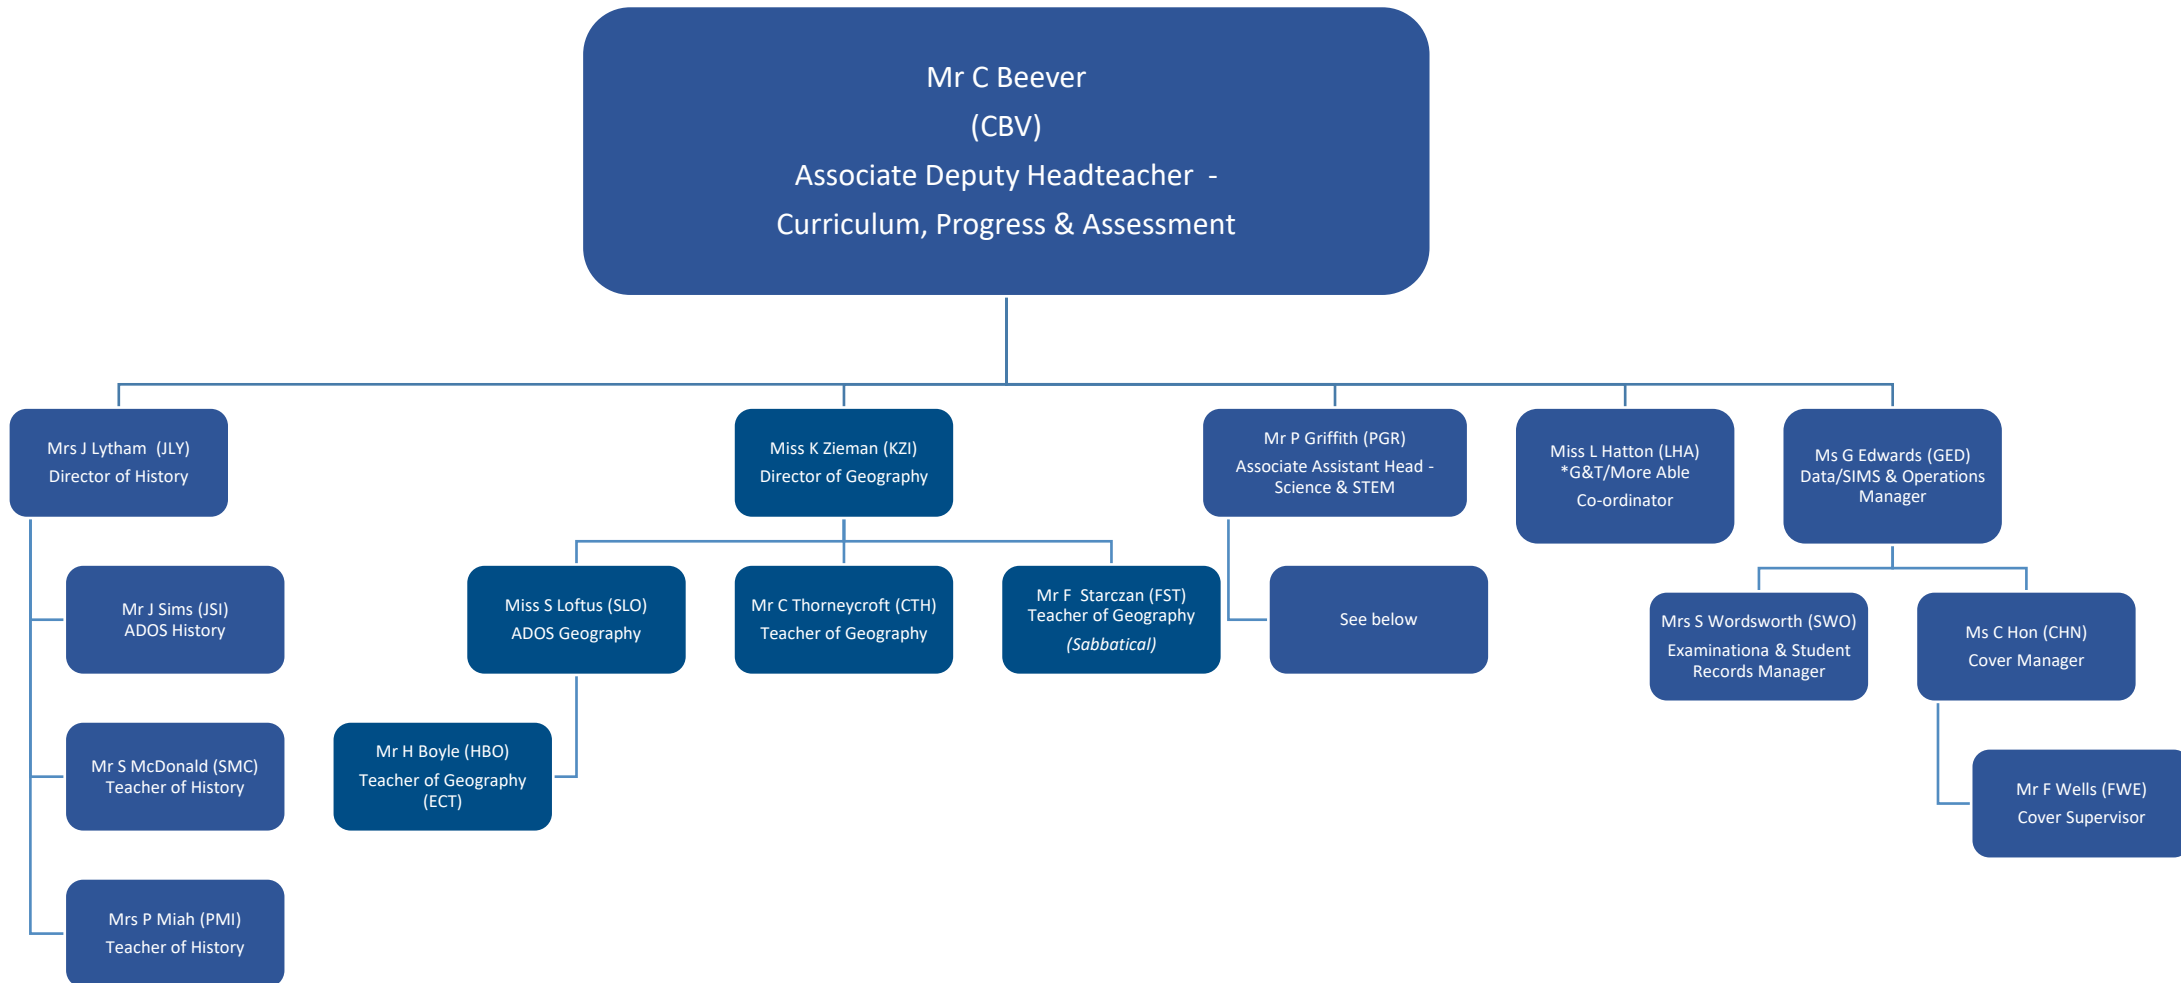 Mr C Beever
(CBV)
Associate Deputy Headteacher -
Curriculum, Progress & Assessment
Mrs J Lytham (JLY)
Director of History
Miss K Zieman (KZI)
Director of Geography
Mr P Griffith (PGR)
Associate Assistant Head -
Science & STEM
Miss L Hatton (LHA)
*G&T/More Able
Co-ordinator
Ms G Edwards (GED)
Data/SIMS & Operations
Manager
Mr J Sims (JSI)
ADOS History
Miss S Loftus (SLO)
ADOS Geography
Mr C Thorneycroft (CTH)
Teacher of Geography
Mr F Starczan (FST)
Teacher of Geography
(Sabbatical)
See below
Mrs S Wordsworth (SWO)
Examinationa & Student
Records Manager
Ms C Hon (CHN)
Cover Manager
Mr S McDonald (SMC)
Teacher of History
Mr H Boyle (HBO)
Teacher of Geography
(ECT)
Mr F Wells (FWE)
Cover Supervisor
Mrs P Miah (PMI)
Teacher of History